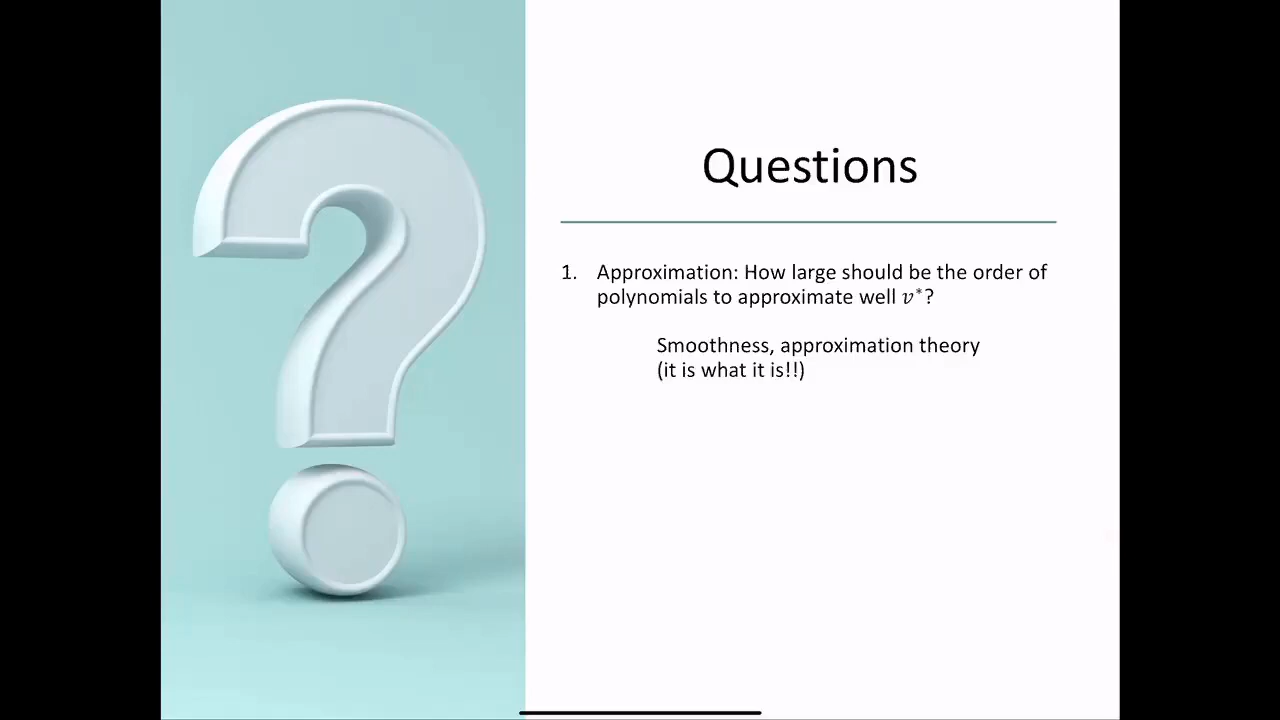 Questions
1. Approximation: How large should be the order of
polynomials to approximate well v*?
Smoothness, approximation theory
(it is what it is!!)